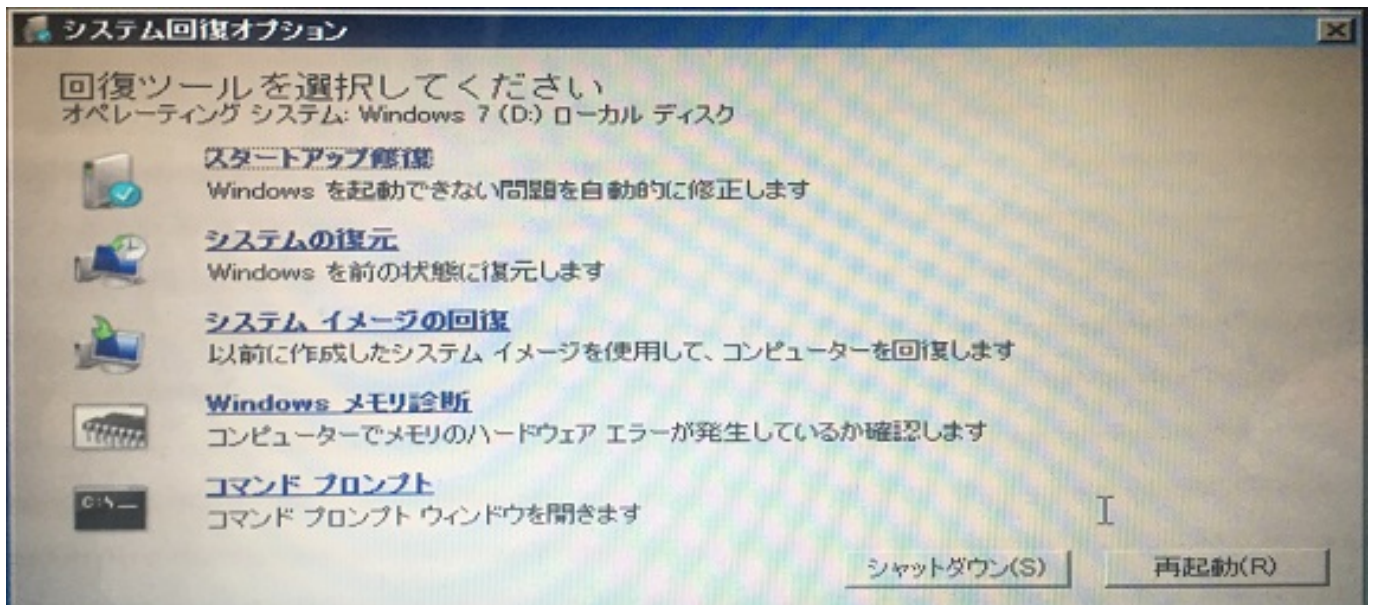 システム回復オプション
回復ツールを選択してください
オペレーティング システム: Windows 7 (D:) ローカル ディスク
スタートアップ修復
Windows を起動できない問題を自動的に修正します
システムの復元
Windows を前の状態に復元します
システム イメージの回復
以前に作成したシステム イメージを使用して、コンピューターを回復します
Windows メモリ診断
コンピューターでメモリのハードウェア エラーが発生しているか確認します
コマンド プロンプト
C:\
コマンド プロンプト ウィンドウを開きます
シャットダウン(S)
再起動(R)